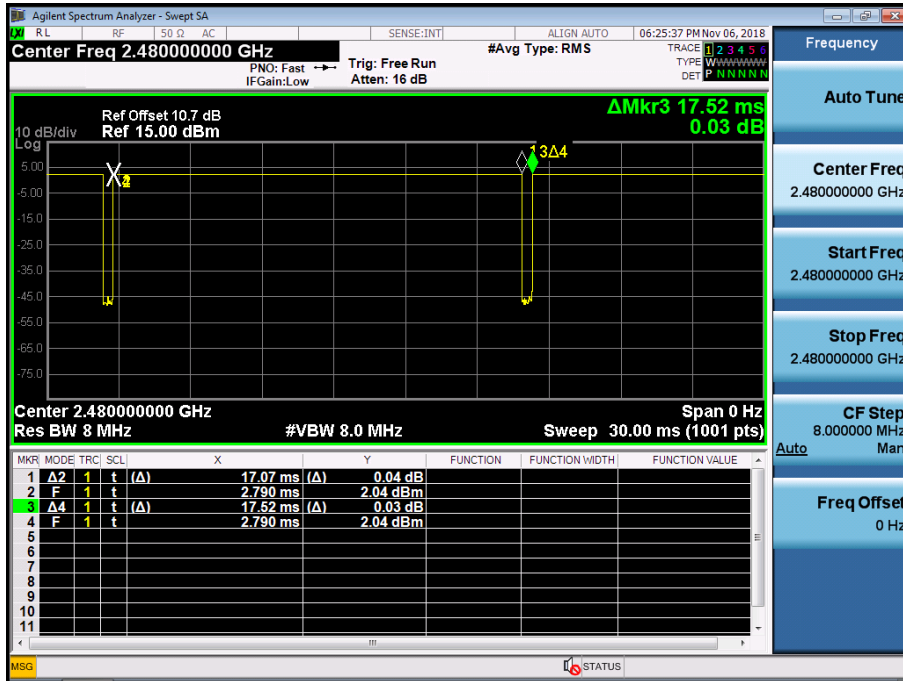 Agilent Spectrum Analyzer - Swept SA
LXI RL RF 50 Ω AC SENSE:INT ALIGN AUTO 06:25:37 PM Nov 06, 2018
Center Freq 2.480000000 GHz
PNO: Fast
IFGain:Low
Trig: Free Run
Atten: 16 dB
#Avg Type: RMS
TRACE 1 2 3 4 5 6
TYPE WWWWWW
DET P N N N N N
ΔMkr3 17.52 ms
0.03 dB
Ref Offset 10.7 dB
10 dB/div Ref 15.00 dBm
Log
5.00
-5.00
-15.0
-25.0
-35.0
-45.0
-55.0
-65.0
-75.0
13Δ4
Center 2.480000000 GHz Span 0 Hz
Res BW 8 MHz #VBW 8.0 MHz Sweep 30.00 ms (1001 pts)
MKR MODE TRC SCL X Y FUNCTION FUNCTION WIDTH FUNCTION VALUE
1 Δ2 1 t (Δ) 17.07 ms (Δ) 0.04 dB
2 F 1 t 2.790 ms 2.04 dBm
3 Δ4 1 t (Δ) 17.52 ms (Δ) 0.03 dB
4 F 1 t 2.790 ms 2.04 dBm
5
6
7
8
9
10
11
MSG STATUS
Frequency
Auto Tune
Center Freq
2.480000000 GHz
Start Freq
2.480000000 GHz
Stop Freq
2.480000000 GHz
CF Step
8.000000 MHz
Auto Man
Freq Offset
0 Hz